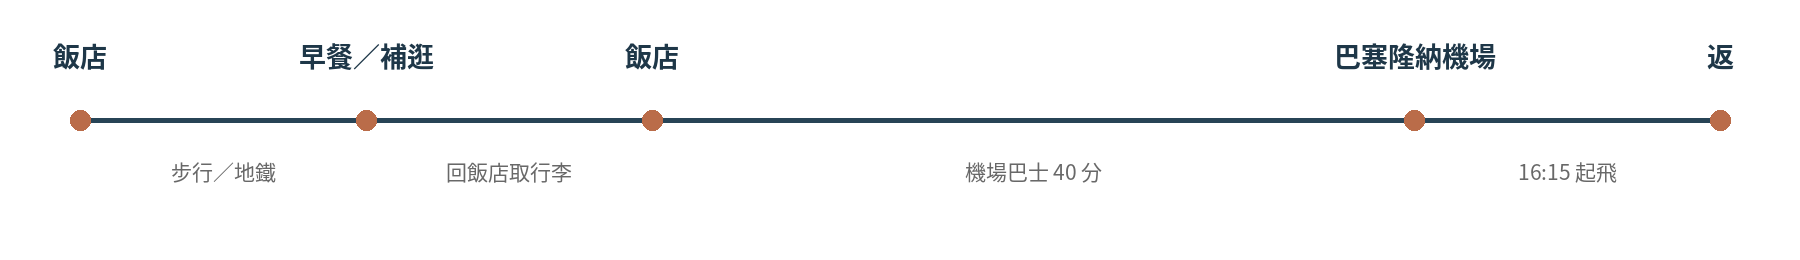 飯店
早餐／補逛
飯店
巴塞隆納機場
返
步行／地鐵
回飯店取行李
機場巴士 40 分
16:15 起飛